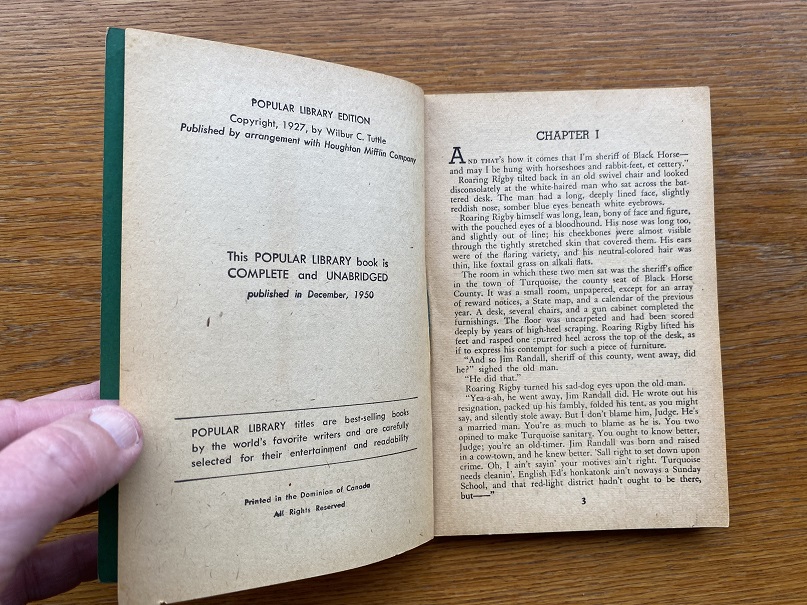 POPULAR LIBRARY EDITION
Copyright, 1927, by Wilbur C. Tuttle
Published by arrangement with Houghton Mifflin Company
This POPULAR LIBRARY book is
COMPLETE and UNABRIDGED
published in December, 1950
POPULAR LIBRARY titles are best-selling books
by the world's favorite writers and are carefully
selected for their entertainment and readability
Printed in the Dominion of Canada
All Rights Reserved
CHAPTER I
AND THAT'S how it comes that I'm sheriff of Black Horse—
and may I be hung with horseshoes and rabbit-feet, et cettery."
Roaring Rigby tilted back in an old swivel chair and looked
disconsolately at the white-haired man who sat across the bat-
tered desk. The man had a long, deeply lined face, slightly
reddish nose, somber blue eyes beneath white eyebrows.
Roaring Rigby himself was long, lean, bony of face and figure,
with the pouched eyes of a bloodhound. His nose was long too,
and slightly out of line; his cheekbones were almost visible
through the tightly stretched skin that covered them. His ears
were of the flaring variety, and his neutral-colored hair was
thin, like foxtail grass on alkali flats.
The room in which these two men sat was the sheriff's office
in the town of Turquoise, the county seat of Black Horse
County. It was a small room, unpapered, except for an array
of reward notices, a State map, and a calendar of the previous
year. A desk, several chairs, and a gun cabinet completed the
furnishings. The floor was uncarpeted and had been scored
deeply by years of high-heel scraping. Roaring Rigby lifted his
feet and rasped one spurred heel across the top of the desk, as
if to express his contempt for such a piece of furniture.
"And so Jim Randall, sheriff of this county, went away, did
he?" sighed the old man.
"He did that."
Roaring Rigby turned his sad-dog eyes upon the old man.
"Yea-a-ah, he went away, Jim Randall did. He wrote out his
resignation, packed up his fambly, folded his tent, as you might
say, and silently stole away. But I don't blame him, Judge. He's
a married man. You're as much to blame as he is. You two
opined to make Turquoise sanitary. You ought to know better,
Judge; you're an old-timer. Jim Randall was born and raised
in a cow-town, and he knew better. 'Sall right to set down upon
crime. Oh, I ain't sayin' your motives ain't right. Turquoise
needs cleanin'. English Ed's honkatonk ain't noways a Sunday
School, and that red-light district hadn't ought to be there,
but——"
3